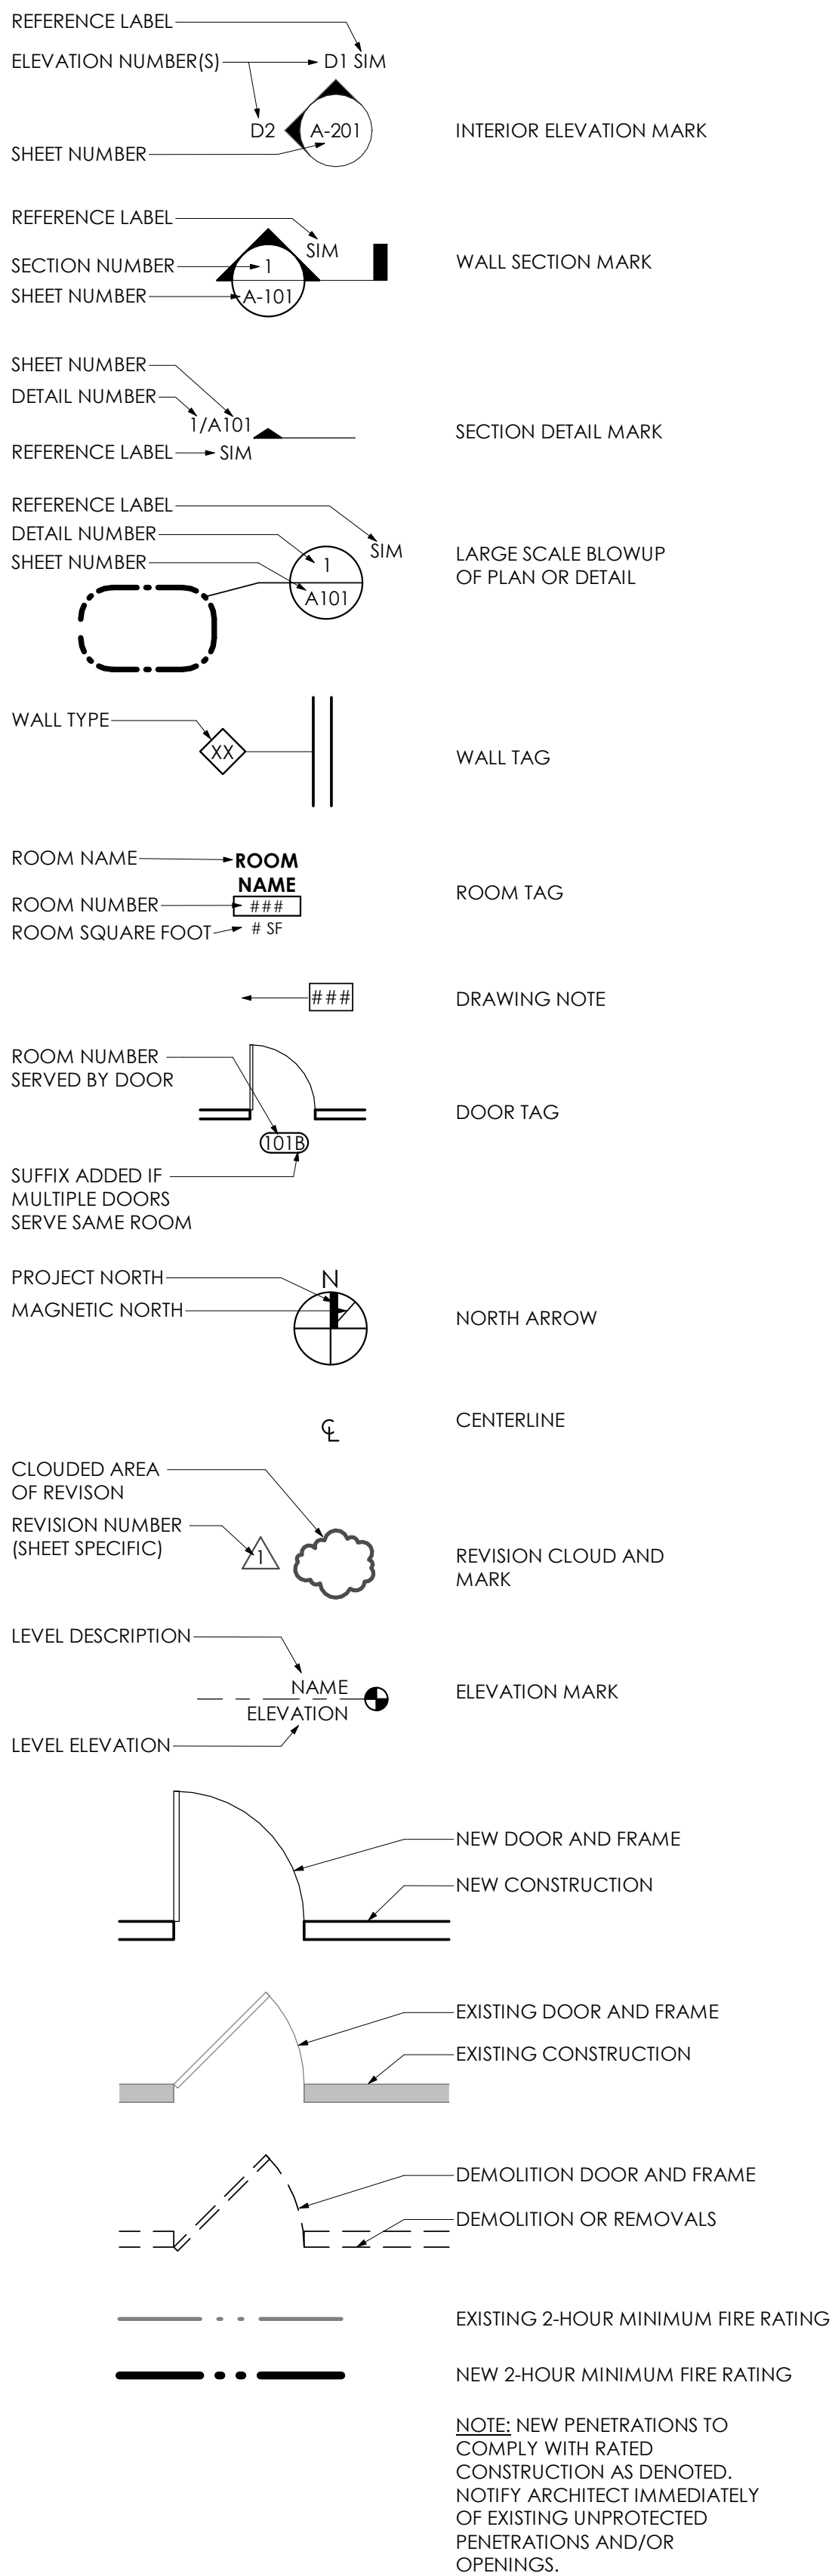 REFERENCE LABEL
ELEVATION NUMBER(S)
D1 SIM
D2
A-201
INTERIOR ELEVATION MARK
SHEET NUMBER
REFERENCE LABEL
SIM
SECTION NUMBER
1
WALL SECTION MARK
SHEET NUMBER
A-101
SHEET NUMBER
DETAIL NUMBER
1/A101
SECTION DETAIL MARK
REFERENCE LABEL
SIM
REFERENCE LABEL
DETAIL NUMBER
SIM
1
SHEET NUMBER
A101
LARGE SCALE BLOWUP
OF PLAN OR DETAIL
WALL TYPE
XX
WALL TAG
ROOM NAME
ROOM
NAME
ROOM NUMBER
###
ROOM SQUARE FOOT
# SF
ROOM TAG
###
DRAWING NOTE
ROOM NUMBER
SERVED BY DOOR
DOOR TAG
101B
SUFFIX ADDED IF
MULTIPLE DOORS
SERVE SAME ROOM
PROJECT NORTH
N
MAGNETIC NORTH
NORTH ARROW
℄
CENTERLINE
CLOUDED AREA
OF REVISON
REVISION NUMBER
(SHEET SPECIFIC)
1
REVISION CLOUD AND
MARK
LEVEL DESCRIPTION
NAME
ELEVATION
ELEVATION MARK
LEVEL ELEVATION
NEW DOOR AND FRAME
NEW CONSTRUCTION
EXISTING DOOR AND FRAME
EXISTING CONSTRUCTION
DEMOLITION DOOR AND FRAME
DEMOLITION OR REMOVALS
EXISTING 2-HOUR MINIMUM FIRE RATING
NEW 2-HOUR MINIMUM FIRE RATING
NOTE: NEW PENETRATIONS TO
COMPLY WITH RATED
CONSTRUCTION AS DENOTED.
NOTIFY ARCHITECT IMMEDIATELY
OF EXISTING UNPROTECTED
PENETRATIONS AND/OR
OPENINGS.